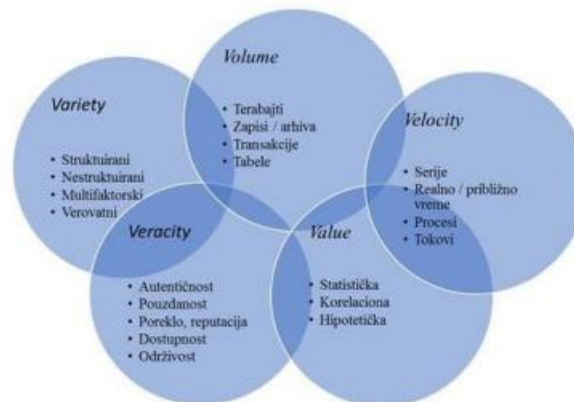 Volume
• Terabajti
• Zapisi / arhiva
• Transakcije
• Tabele
Variety
• Struktuirani
• Nestruktuirani
• Multifaktorski
• Verovatni
Velocity
• Serije
• Realno / približno
vreme
• Procesi
• Tokovi
Veracity
• Autentičnost
• Pouzdanost
• Poreklo, reputacija
• Dostupnost
• Održivost
Value
• Statistička
• Korelaciona
• Hipotetička